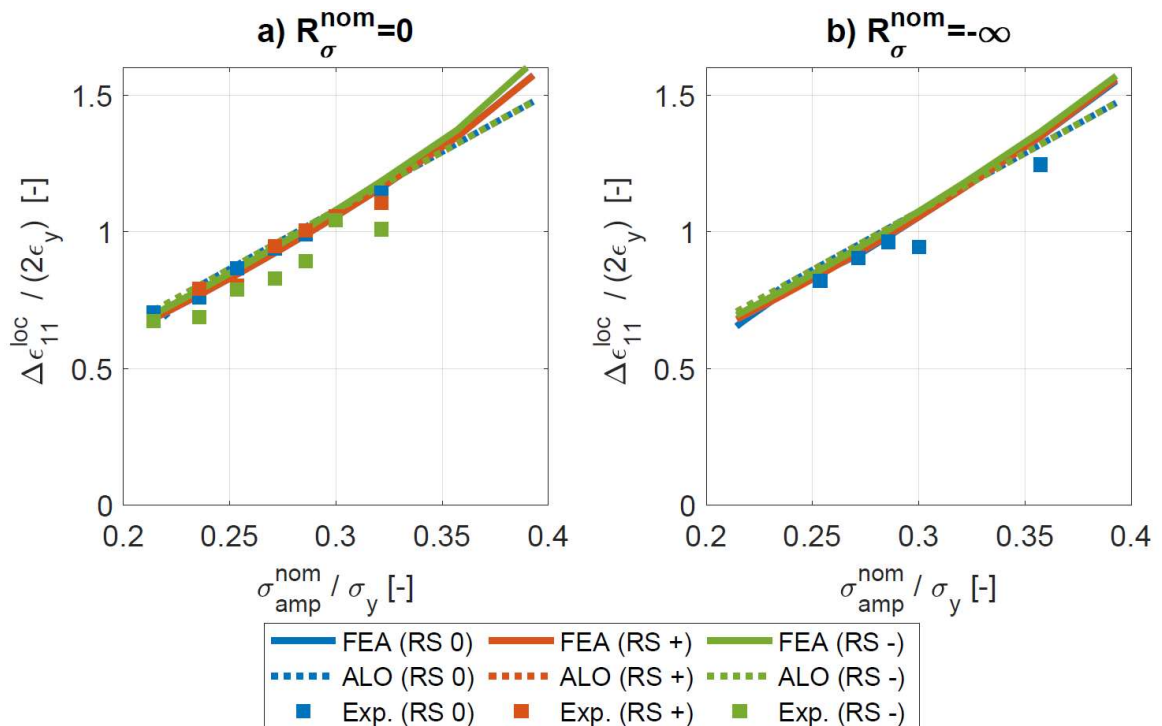 a) R_σ^nom=0
b) R_σ^nom=-∞
Δϵ_11^loc / (2ϵ_y) [-]
1.5
1
0.5
0
0.2 0.25 0.3 0.35 0.4
σ_amp^nom / σ_y [-]
Δϵ_11^loc / (2ϵ_y) [-]
1.5
1
0.5
0
0.2 0.25 0.3 0.35 0.4
σ_amp^nom / σ_y [-]
FEA (RS 0) FEA (RS +) FEA (RS -)
ALO (RS 0) ALO (RS +) ALO (RS -)
Exp. (RS 0) Exp. (RS +) Exp. (RS -)